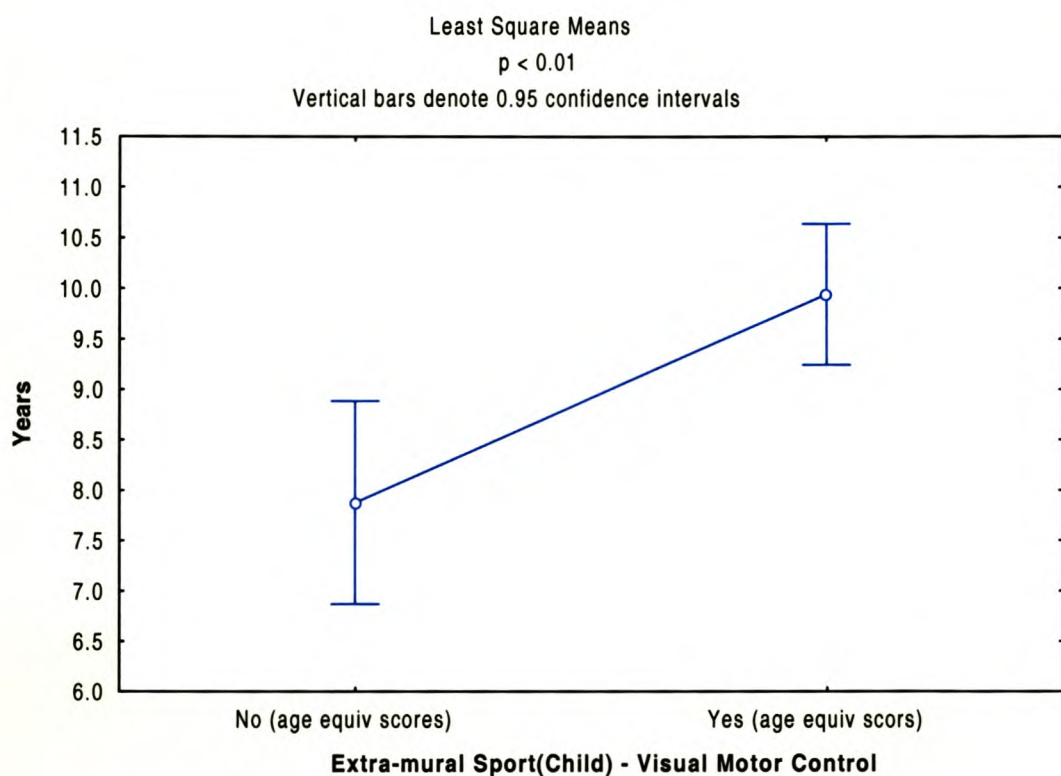 Least Square Means
p < 0.01
Vertical bars denote 0.95 confidence intervals
11.5
11.0
10.5
10.0
9.5
9.0
8.5
8.0
7.5
7.0
6.5
6.0
Years
No (age equiv scores)
Yes (age equiv scors)
Extra-mural Sport(Child) - Visual Motor Control